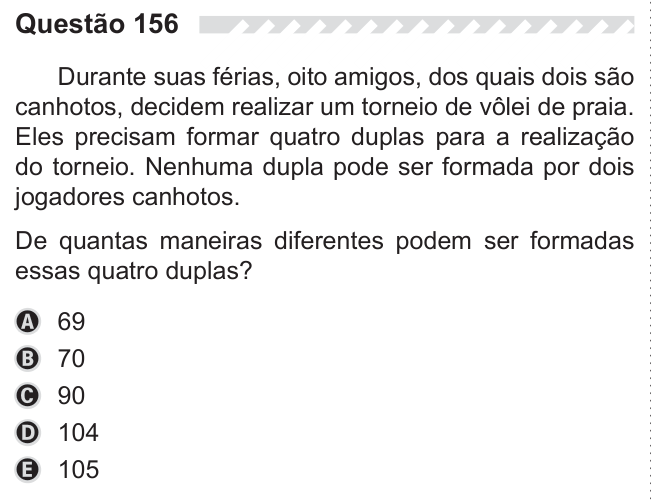 Questão 156
Durante suas férias, oito amigos, dos quais dois são
canhotos, decidem realizar um torneio de vôlei de praia.
Eles precisam formar quatro duplas para a realização
do torneio. Nenhuma dupla pode ser formada por dois
jogadores canhotos.
De quantas maneiras diferentes podem ser formadas
essas quatro duplas?
A 69
B 70
C 90
D 104
E 105